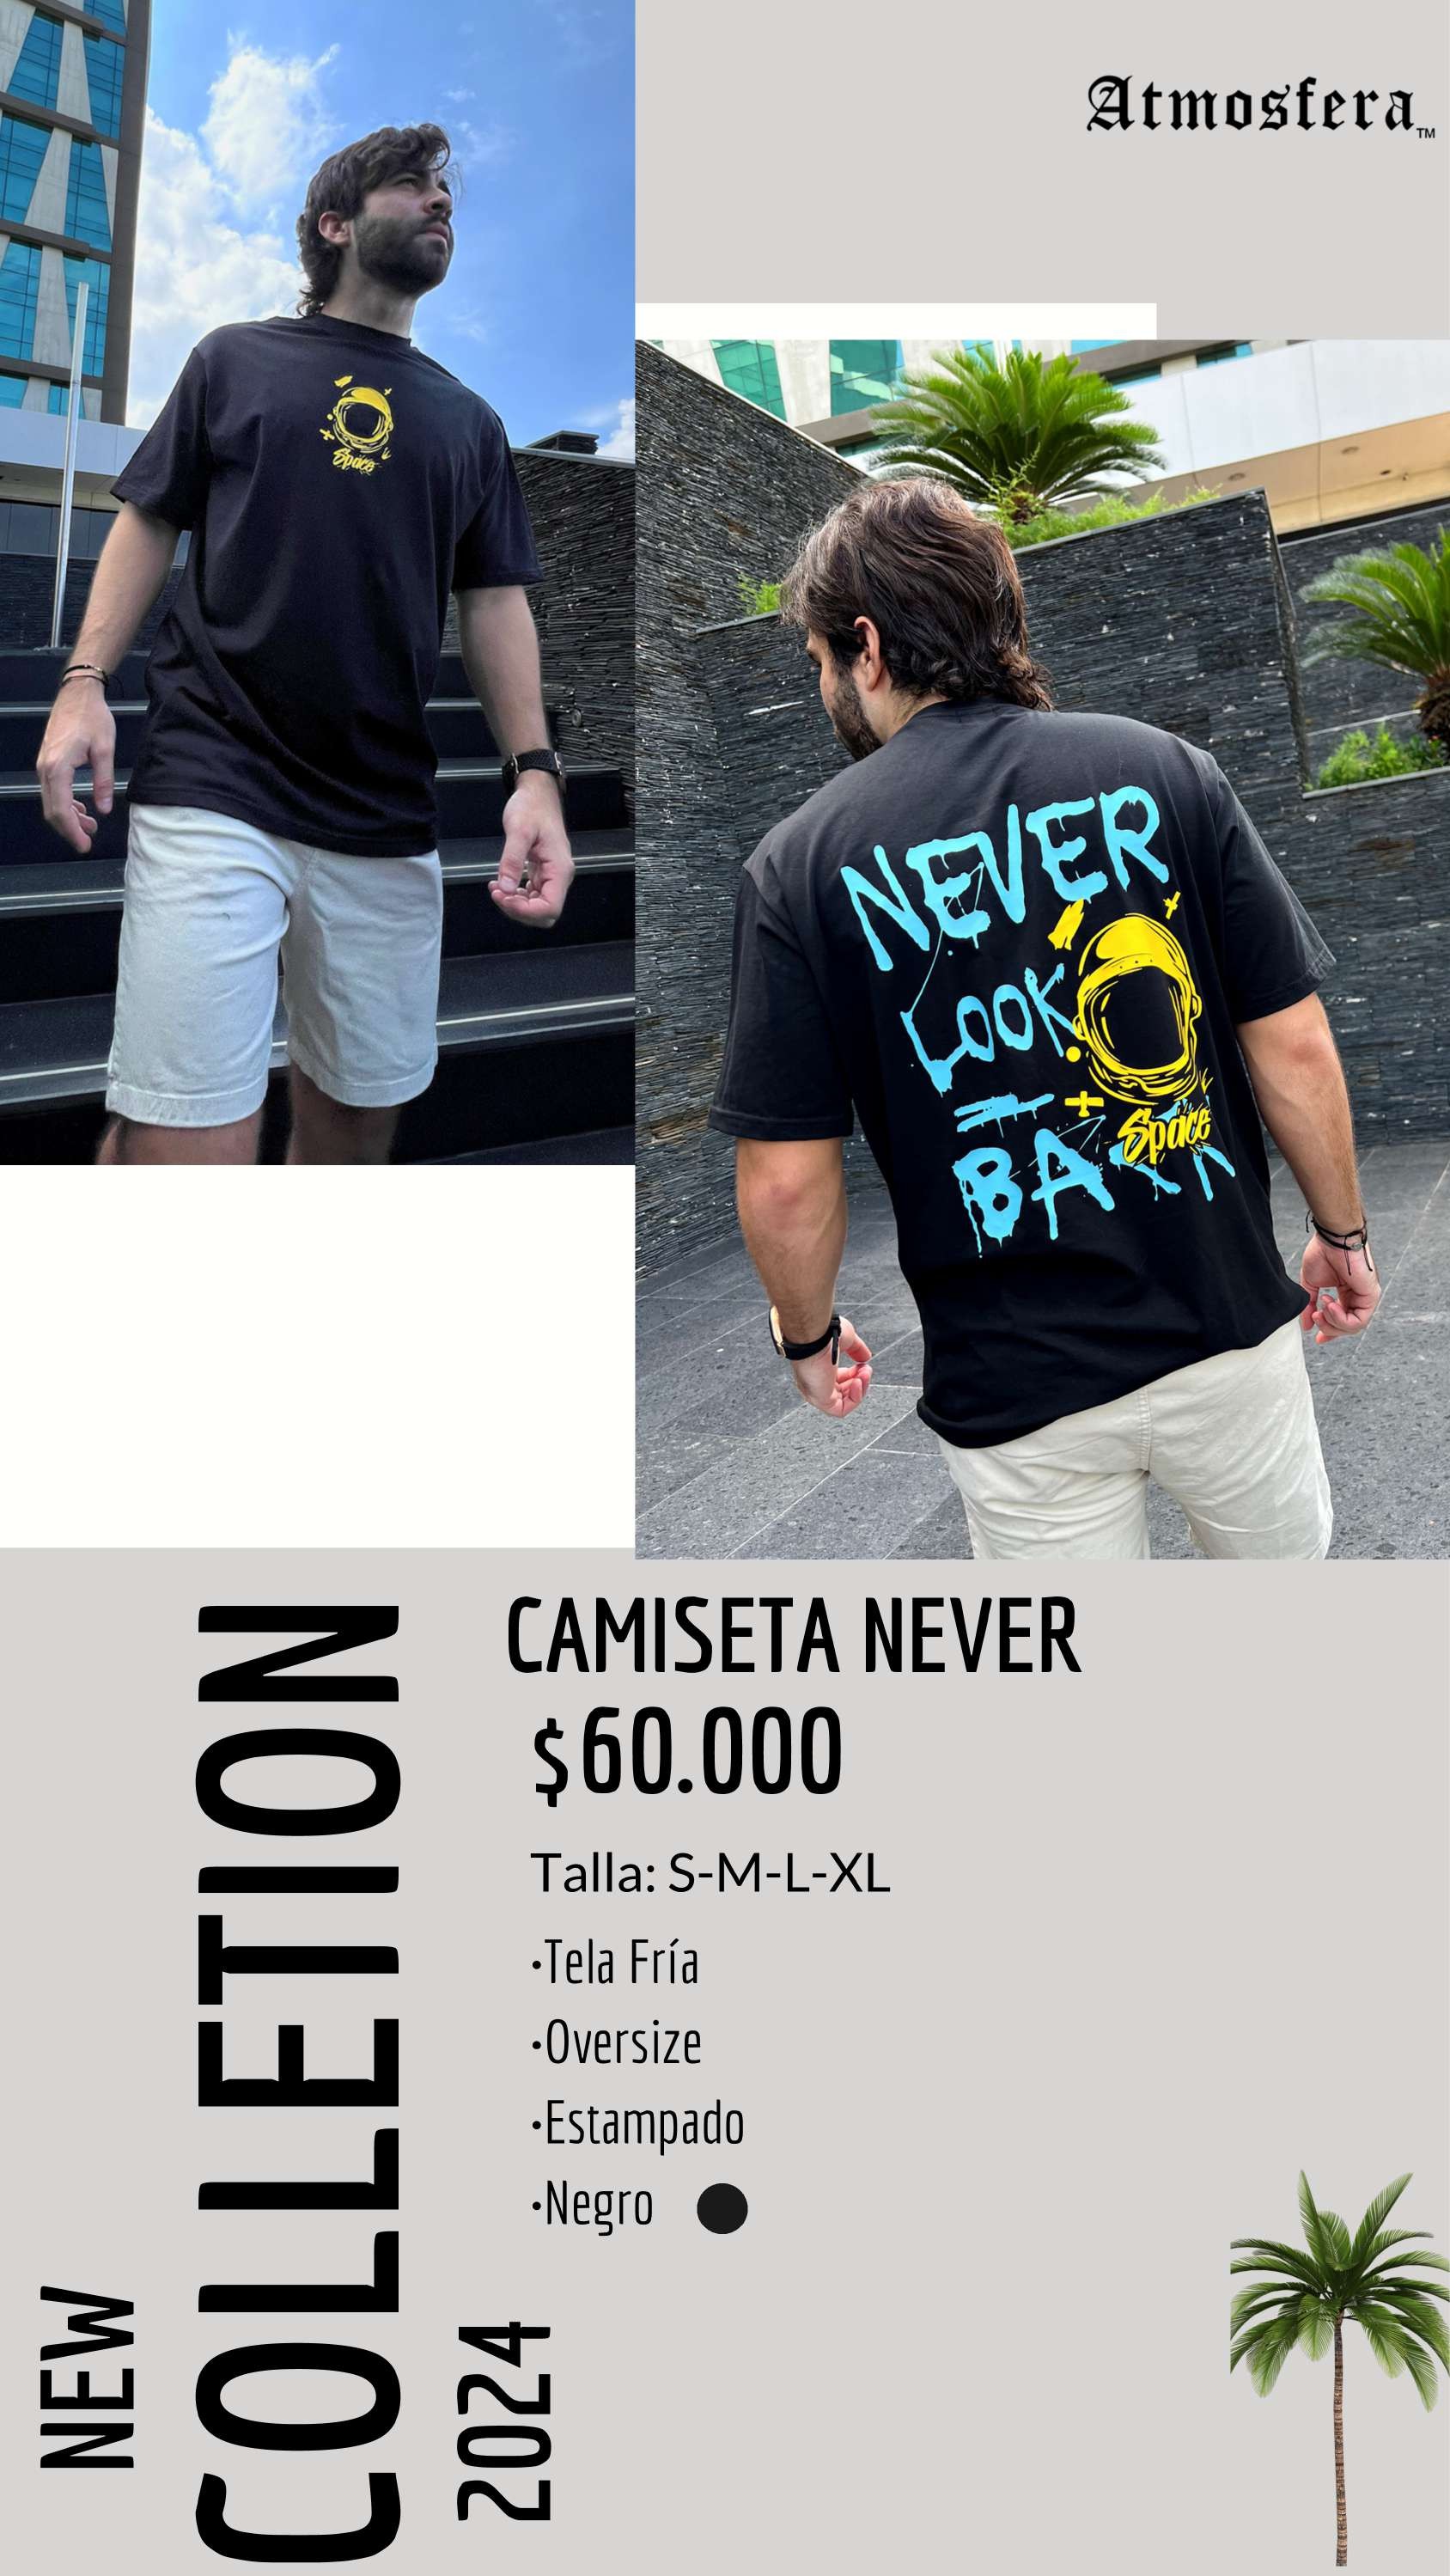 Atmosfera™
Space
NEVER
LOOK
BACK
Space
CAMISETA NEVER
$60.000
Talla: S-M-L-XL
·Tela Fría
·Oversize
·Estampado
·Negro
NEW
COLLETION
2024